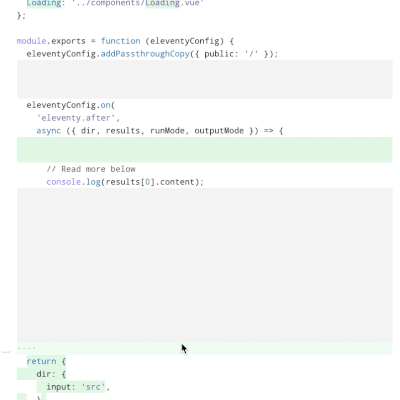 Loading: '../components/Loading.vue'
};
module.exports = function (eleventyConfig) {
eleventyConfig.addPassthroughCopy({ public: '/' });
eleventyConfig.on(
'eleventy.after',
async ({ dir, results, runMode, outputMode }) => {
// Read more below
console.log(results[0].content);
....
return {
dir: {
input: 'src',
}